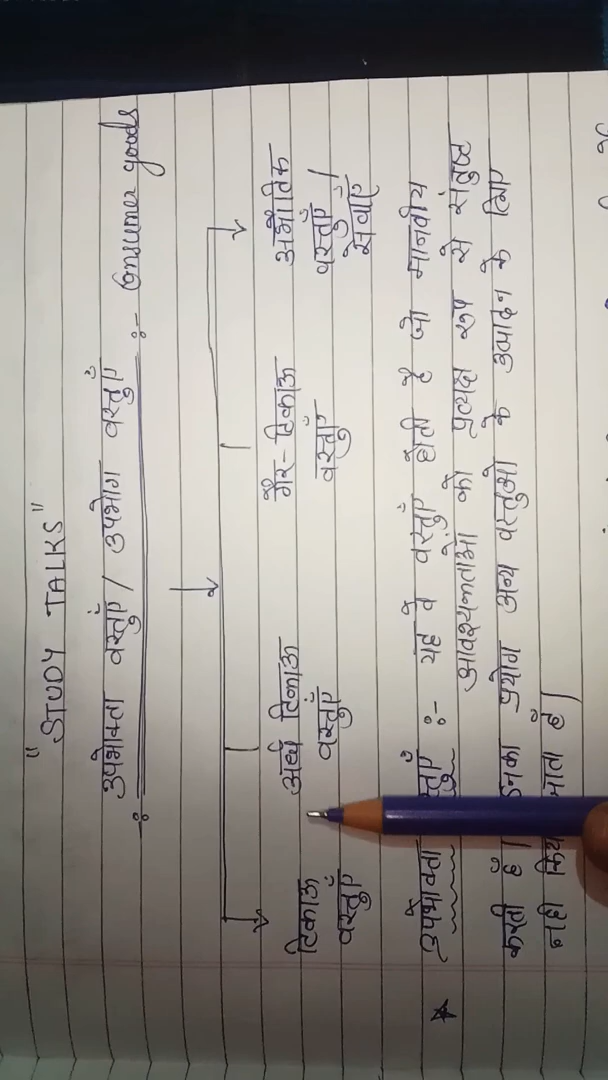 "STUDY TALKS"
उपभोक्ता वस्तुएँ / उपभोग वस्तुएँ :- Consumer goods
टिकाऊ वस्तुएँ
अर्ध टिकाऊ वस्तुएँ
गैर-टिकाऊ वस्तुएँ
अभौतिक वस्तुएँ / सेवाएँ
★ उपभोक्ता स्तुएँ :- यह वे वस्तुएँ होती है जो मानवीय
आवश्यकताओं को प्रत्यक्ष रूप से संतुष्ट
करती हैं। इनका प्रयोग अन्य वस्तुओ के उत्पादन के लिए
नही किय जाता है।